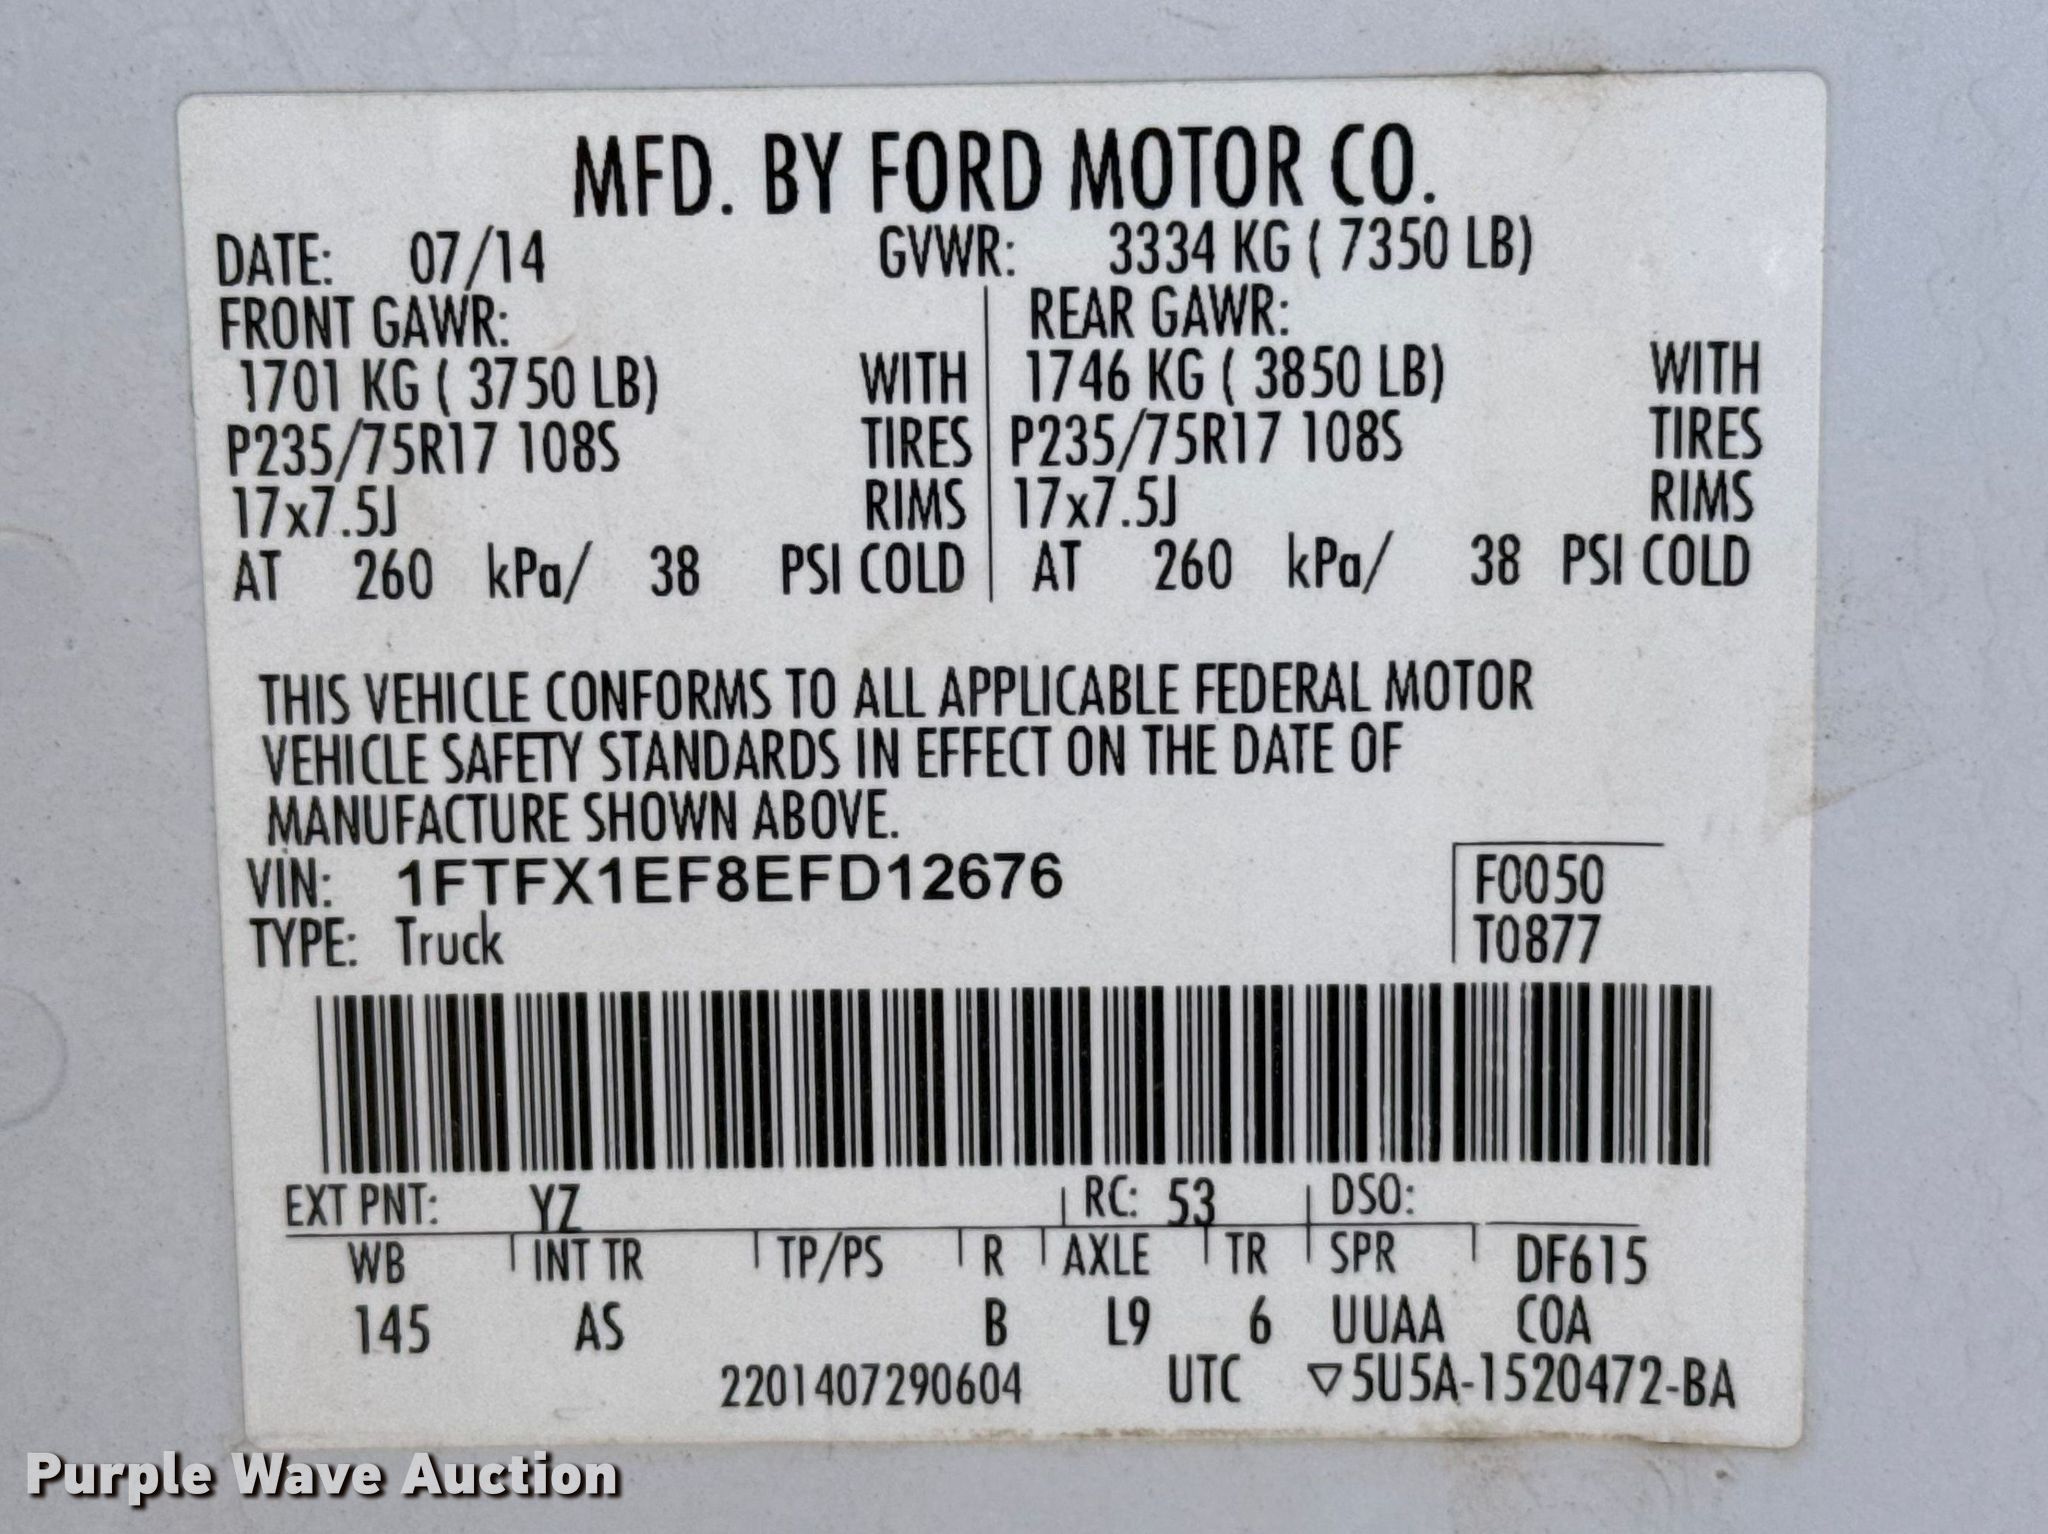 MFD. BY FORD MOTOR CO.
DATE: 07/14 GVWR: 3334 KG ( 7350 LB)
FRONT GAWR: REAR GAWR:
1701 KG ( 3750 LB) WITH 1746 KG ( 3850 LB) WITH
P235/75R17 108S TIRES P235/75R17 108S TIRES
17x7.5J RIMS 17x7.5J RIMS
AT 260 kPa/ 38 PSI COLD AT 260 kPa/ 38 PSI COLD
THIS VEHICLE CONFORMS TO ALL APPLICABLE FEDERAL MOTOR
VEHICLE SAFETY STANDARDS IN EFFECT ON THE DATE OF
MANUFACTURE SHOWN ABOVE.
VIN: 1FTFX1EF8EFD12676 F0050
TYPE: Truck T0877
EXT PNT: YZ RC: 53 DSO:
WB INT TR TP/PS R AXLE TR SPR DF615
145 AS B L9 6 UUAA COA
2201407290604 UTC ▽5U5A-1520472-BA
Purple Wave Auction